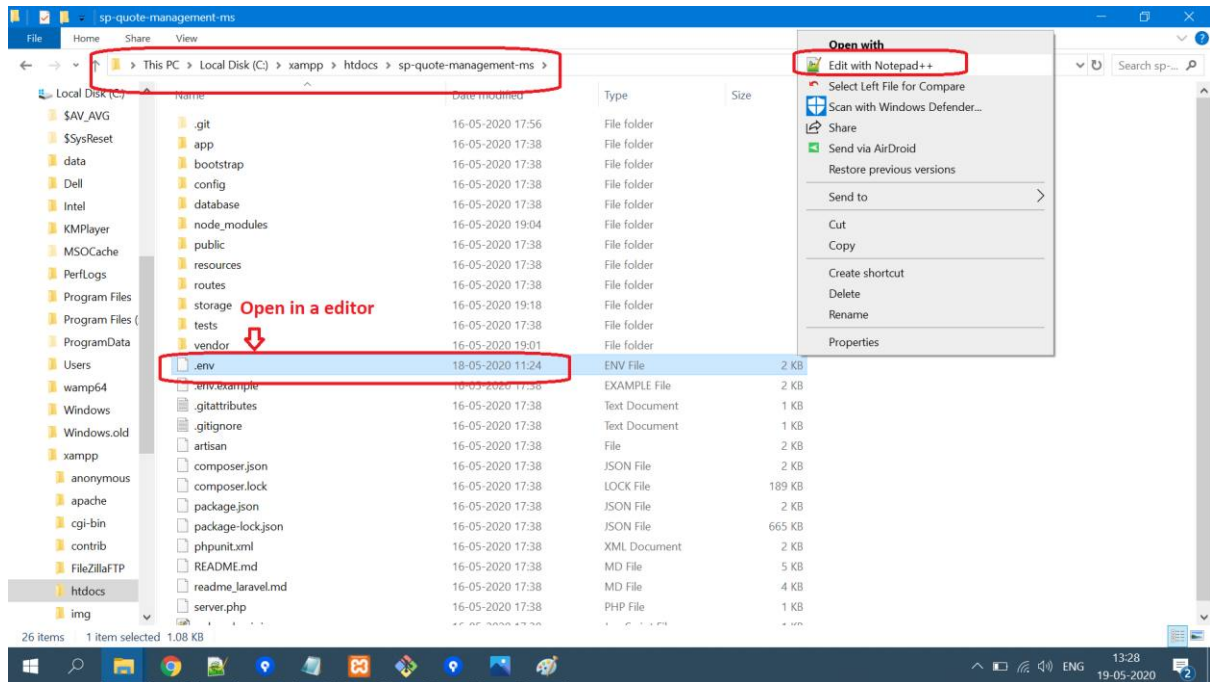 sp-quote-management-ms
File Home Share View
This PC > Local Disk (C:) > xampp > htdocs > sp-quote-management-ms >
Search sp-...
Open with
Edit with Notepad++
Select Left File for Compare
Scan with Windows Defender...
Share
Send via AirDroid
Restore previous versions
Send to
Cut
Copy
Create shortcut
Delete
Rename
Properties
Local Disk (C:)
$AV_AVG
$SysReset
data
Dell
Intel
KMPlayer
MSOCache
PerfLogs
Program Files
Program Files (
ProgramData
Users
wamp64
Windows
Windows.old
xampp
anonymous
apache
cgi-bin
contrib
FileZillaFTP
htdocs
img
Name Date modified Type Size
.git 16-05-2020 17:56 File folder
app 16-05-2020 17:38 File folder
bootstrap 16-05-2020 17:38 File folder
config 16-05-2020 17:38 File folder
database 16-05-2020 17:38 File folder
node_modules 16-05-2020 19:04 File folder
public 16-05-2020 17:38 File folder
resources 16-05-2020 17:38 File folder
routes 16-05-2020 17:38 File folder
storage 16-05-2020 19:18 File folder
Open in a editor
tests 16-05-2020 17:38 File folder
vendor 16-05-2020 19:01 File folder
.env 18-05-2020 11:24 ENV File 2 KB
.env.example 16-05-2020 17:38 EXAMPLE File 2 KB
.gitattributes 16-05-2020 17:38 Text Document 1 KB
.gitignore 16-05-2020 17:38 Text Document 1 KB
artisan 16-05-2020 17:38 File 2 KB
composer.json 16-05-2020 17:38 JSON File 2 KB
composer.lock 16-05-2020 17:38 LOCK File 189 KB
package.json 16-05-2020 17:38 JSON File 2 KB
package-lock.json 16-05-2020 17:38 JSON File 665 KB
phpunit.xml 16-05-2020 17:38 XML Document 2 KB
README.md 16-05-2020 17:38 MD File 5 KB
readme_laravel.md 16-05-2020 17:38 MD File 4 KB
server.php 16-05-2020 17:38 PHP File 1 KB
26 items 1 item selected 1.08 KB
ENG
13:28
19-05-2020
2